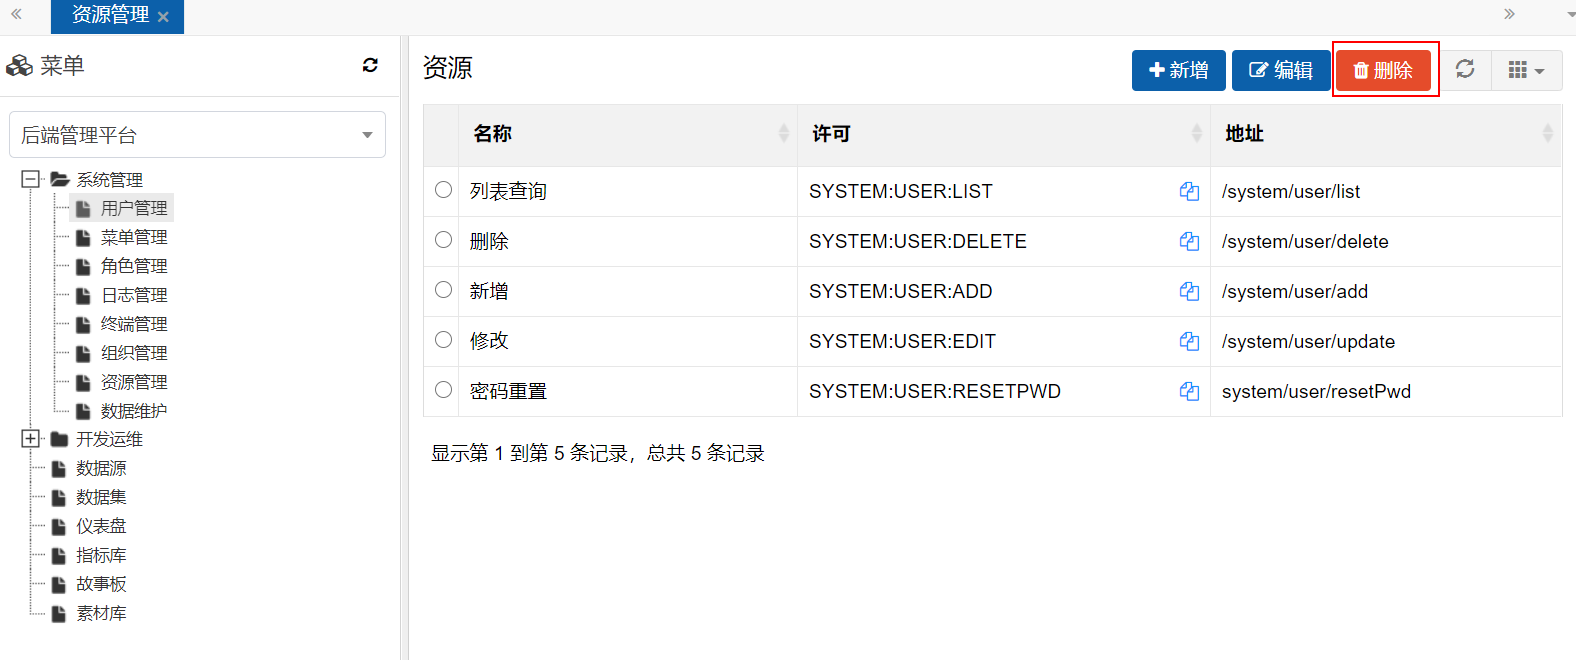 资源管理
菜单
后端管理平台
系统管理
用户管理
菜单管理
角色管理
日志管理
终端管理
组织管理
资源管理
数据维护
开发运维
数据源
数据集
仪表盘
指标库
故事板
素材库
资源
新增 编辑 删除
名称 许可 地址
列表查询 SYSTEM:USER:LIST /system/user/list
删除 SYSTEM:USER:DELETE /system/user/delete
新增 SYSTEM:USER:ADD /system/user/add
修改 SYSTEM:USER:EDIT /system/user/update
密码重置 SYSTEM:USER:RESETPWD system/user/resetPwd
显示第 1 到第 5 条记录，总共 5 条记录